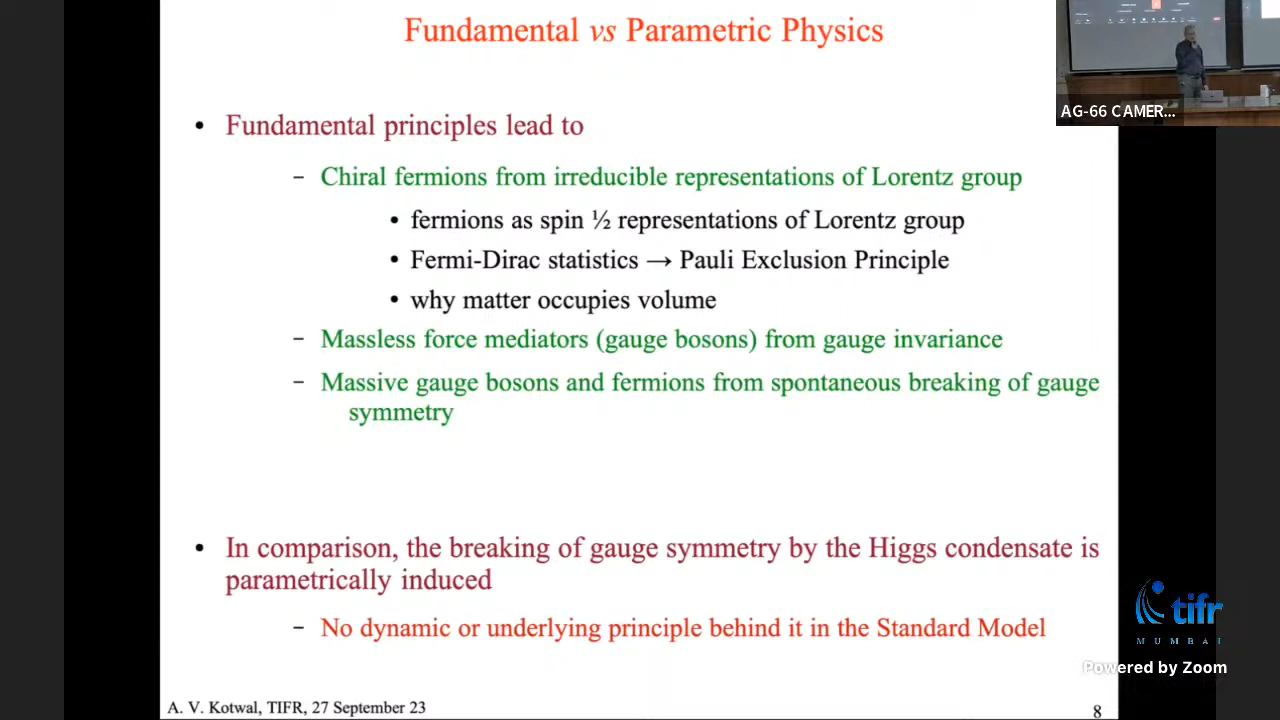 Fundamental vs Parametric Physics
AG-66 CAMER...
• Fundamental principles lead to
– Chiral fermions from irreducible representations of Lorentz group
• fermions as spin ½ representations of Lorentz group
• Fermi-Dirac statistics → Pauli Exclusion Principle
• why matter occupies volume
– Massless force mediators (gauge bosons) from gauge invariance
– Massive gauge bosons and fermions from spontaneous breaking of gauge
symmetry
• In comparison, the breaking of gauge symmetry by the Higgs condensate is
parametrically induced
– No dynamic or underlying principle behind it in the Standard Model
tifr
MUMBAI
Powered by Zoom
A. V. Kotwal, TIFR, 27 September 23
8